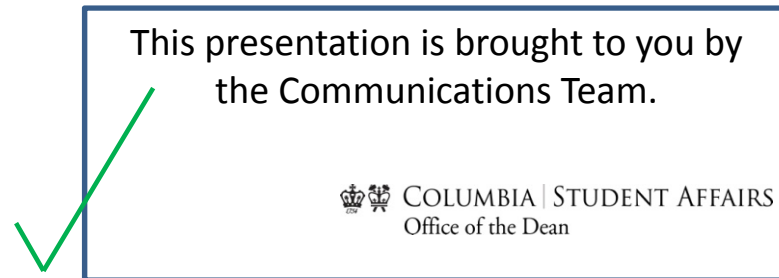 This presentation is brought to you by
the Communications Team.
COLUMBIA | STUDENT AFFAIRS
Office of the Dean